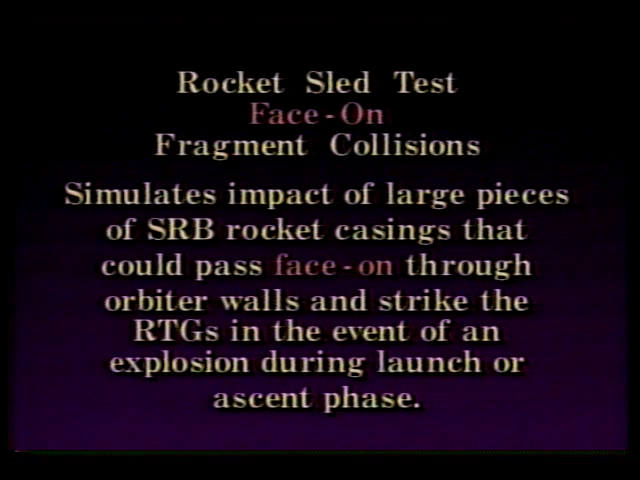 Rocket Sled Test
Face-On
Fragment Collisions
Simulates impact of large pieces
of SRB rocket casings that
could pass face-on through
orbiter walls and strike the
RTGs in the event of an
explosion during launch or
ascent phase.